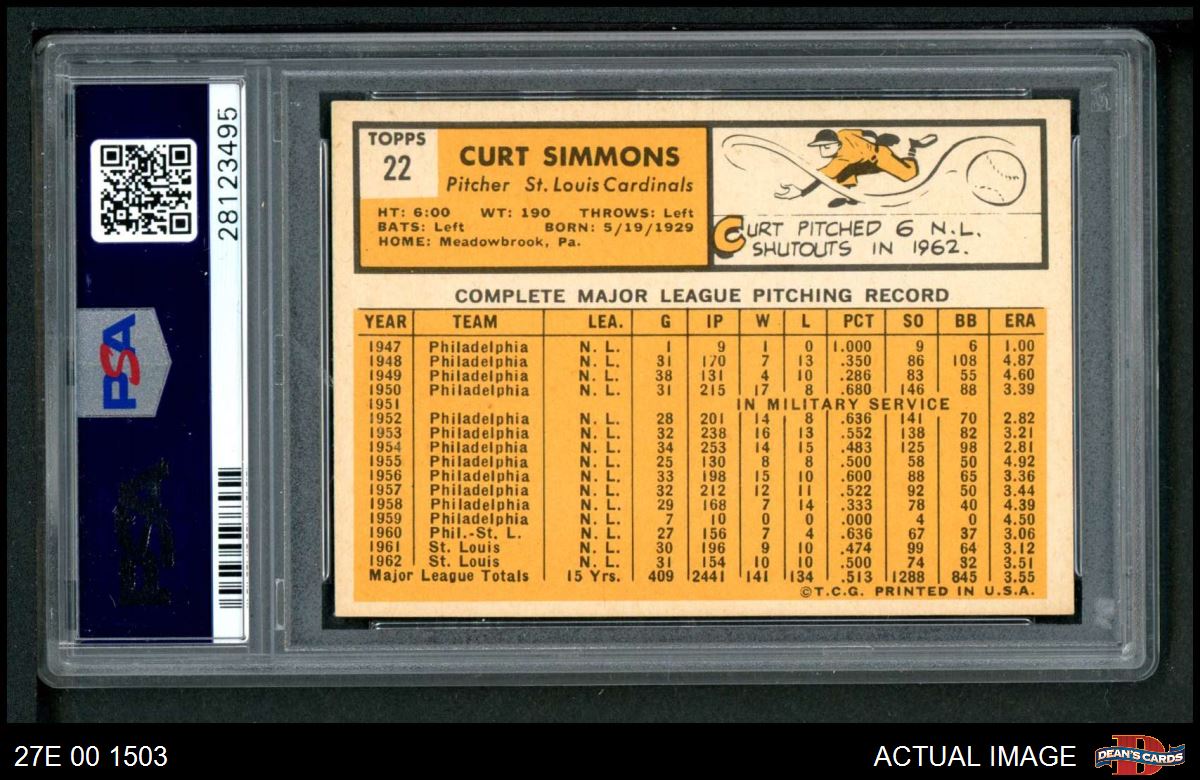 28123495
PSA
PSA
TOPPS
22
CURT SIMMONS
Pitcher St. Louis Cardinals
HT: 6:00 WT: 190 THROWS: Left
BATS: Left BORN: 5/19/1929
HOME: Meadowbrook, Pa.
CURT PITCHED 6 N.L.
SHUTOUTS IN 1962.
COMPLETE MAJOR LEAGUE PITCHING RECORD
YEAR TEAM LEA. G IP W L PCT SO BB ERA
1947 Philadelphia N. L. 1 9 1 0 1.000 9 6 1.00
1948 Philadelphia N. L. 31 170 7 13 .350 86 108 4.87
1949 Philadelphia N. L. 38 131 4 10 .286 83 55 4.60
1950 Philadelphia N. L. 31 215 17 8 .680 146 88 3.39
1951 IN MILITARY SERVICE
1952 Philadelphia N. L. 28 201 14 8 .636 141 70 2.82
1953 Philadelphia N. L. 32 238 16 13 .552 138 82 3.21
1954 Philadelphia N. L. 34 253 14 15 .483 125 98 2.81
1955 Philadelphia N. L. 25 130 8 8 .500 58 50 4.92
1956 Philadelphia N. L. 33 198 15 10 .600 88 65 3.36
1957 Philadelphia N. L. 32 212 12 11 .522 92 50 3.44
1958 Philadelphia N. L. 29 168 7 14 .333 78 40 4.39
1959 Philadelphia N. L. 7 10 0 0 .000 4 0 4.50
1960 Phil.-St. L. N. L. 27 156 7 4 .636 67 37 3.06
1961 St. Louis N. L. 30 196 9 10 .474 99 64 3.12
1962 St. Louis N. L. 31 154 10 10 .500 74 32 3.51
Major League Totals 15 Yrs. 409 2441 141 134 .513 1288 845 3.55
©T.C.G. PRINTED IN U.S.A.
27E 00 1503
ACTUAL IMAGE
DEAN'S CARDS